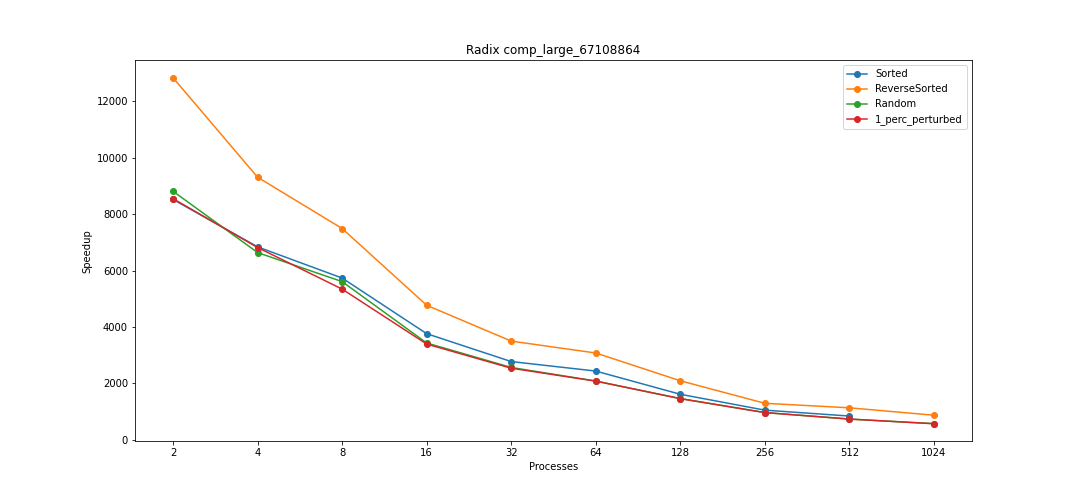 Radix comp_large_67108864
Sorted
ReverseSorted
Random
1_perc_perturbed
Speedup
12000
10000
8000
6000
4000
2000
0
2 4 8 16 32 64 128 256 512 1024
Processes